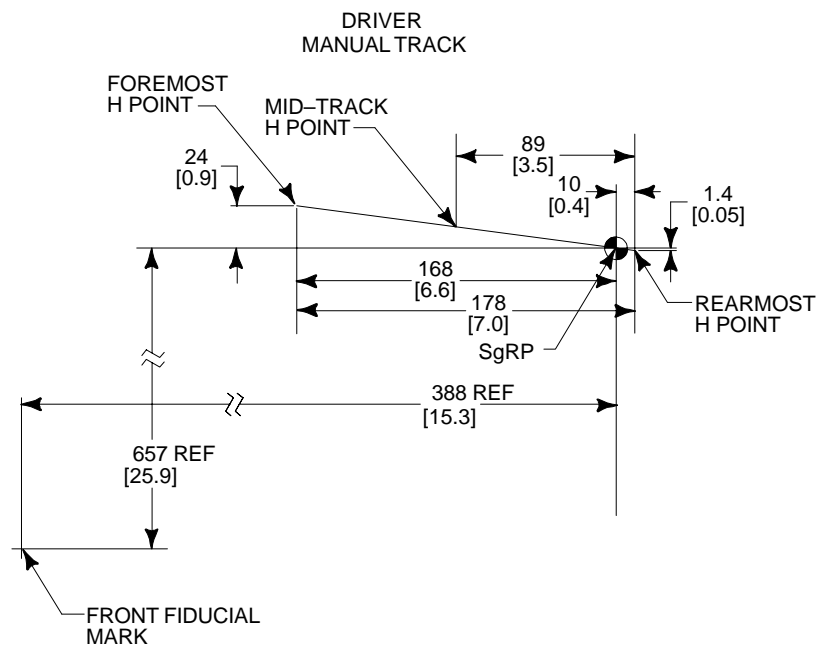 DRIVER
MANUAL TRACK
FOREMOST
H POINT
MID–TRACK
H POINT
24
[0.9]
89
[3.5]
10
[0.4]
1.4
[0.05]
168
[6.6]
178
[7.0]
REARMOST
H POINT
SgRP
388 REF
[15.3]
657 REF
[25.9]
FRONT FIDUCIAL
MARK